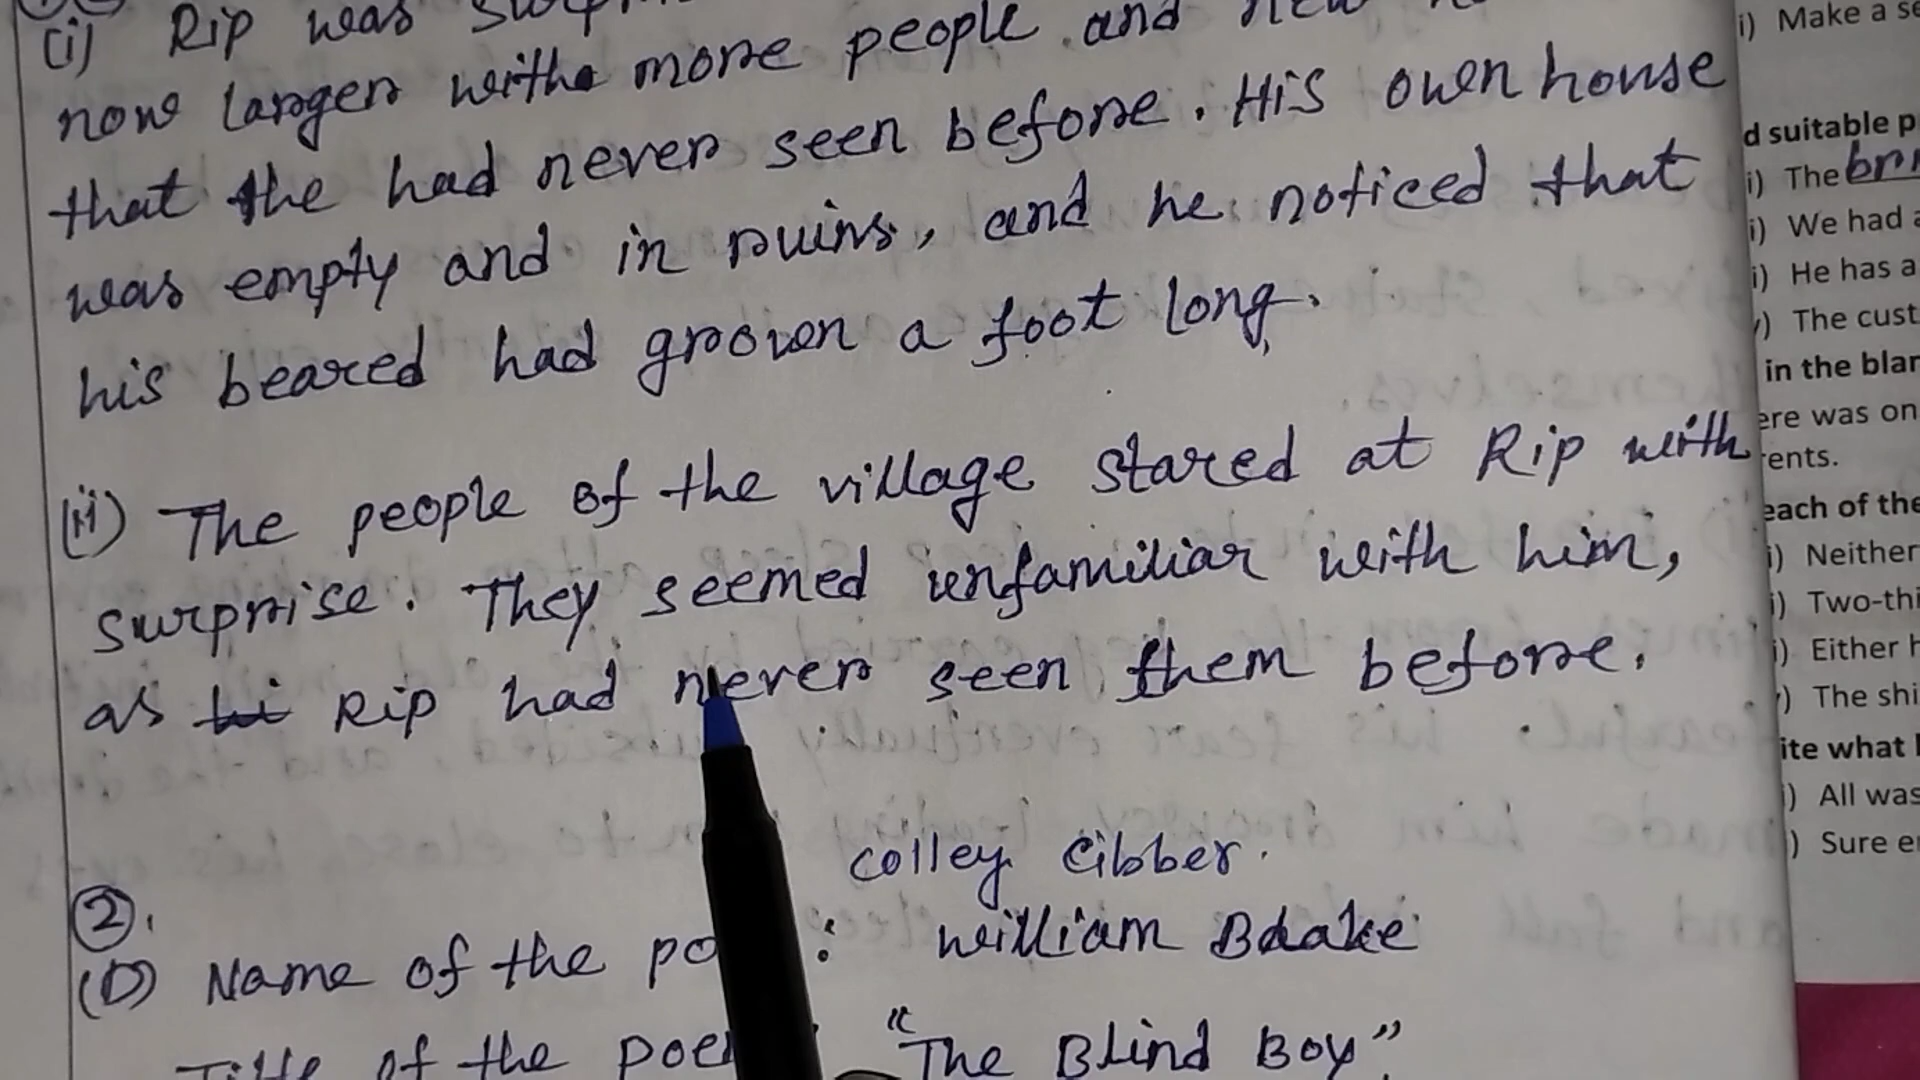 (i) Rip was
now larger with more people and new
that the had never seen before. His own house
was empty and in ruins, and he noticed that
his beared had grown a foot long.
(ii) The people of the village stared at Rip with
surprise. They seemed unfamiliar with him,
as hi Rip had never seen them before.
Colley Cibber.
2.
(D) Name of the po : William Blake
Title of the poe : "The Blind Boy"
i) Make a se
d suitable p
i) The bri
i) We had a
i) He has a
) The cust
in the blan
ere was on
rents.
each of the
i) Neither
i) Two-thi
i) Either h
) The shi
ite what
) All was
) Sure e